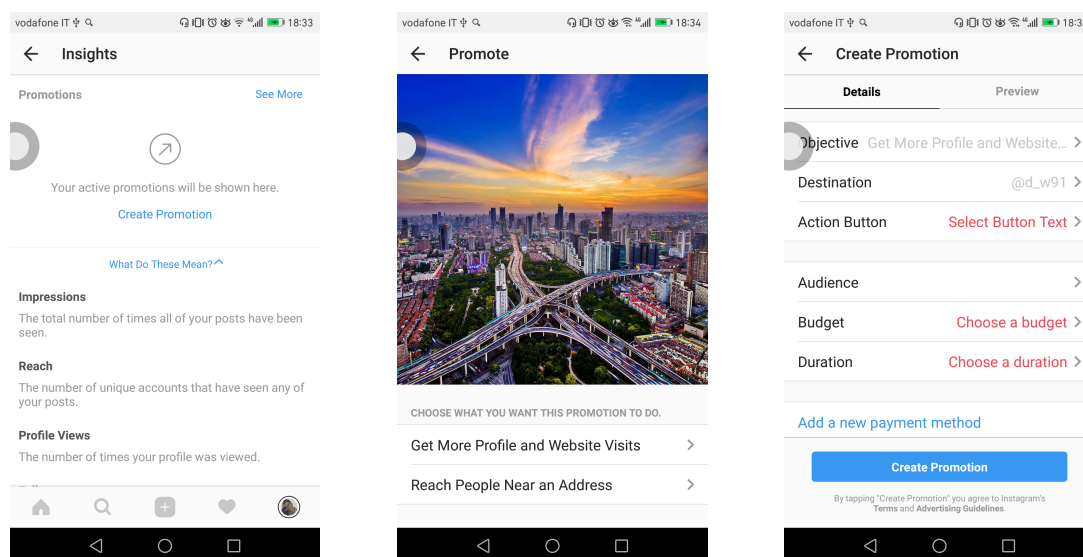 vodafone IT 18:33
Insights
Promotions See More
Your active promotions will be shown here.
Create Promotion
What Do These Mean?
Impressions
The total number of times all of your posts have been
seen.
Reach
The number of unique accounts that have seen any of
your posts.
Profile Views
The number of times your profile was viewed.
vodafone IT 4G 18:34
Promote
CHOOSE WHAT YOU WANT THIS PROMOTION TO DO.
Get More Profile and Website Visits
Reach People Near an Address
vodafone IT 4G 18:3
Create Promotion
Details Preview
Objective Get More Profile and Website...
Destination @d_w91
Action Button Select Button Text
Audience
Budget Choose a budget
Duration Choose a duration
Add a new payment method
Create Promotion
By tapping "Create Promotion" you agree to Instagram's
Terms and Advertising Guidelines.